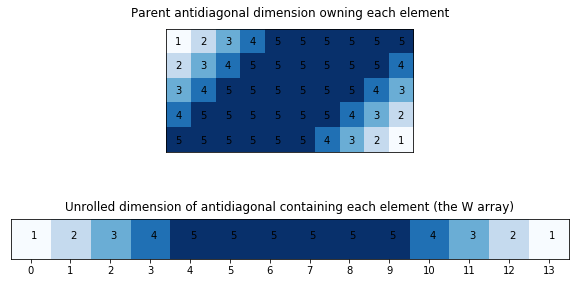 Parent antidiagonal dimension owning each element
1 2 3 4 5 5 5 5 5 5
2 3 4 5 5 5 5 5 5 4
3 4 5 5 5 5 5 5 4 3
4 5 5 5 5 5 5 4 3 2
5 5 5 5 5 5 4 3 2 1
Unrolled dimension of antidiagonal containing each element (the W array)
1 2 3 4 5 5 5 5 5 5 4 3 2 1
0 1 2 3 4 5 6 7 8 9 10 11 12 13